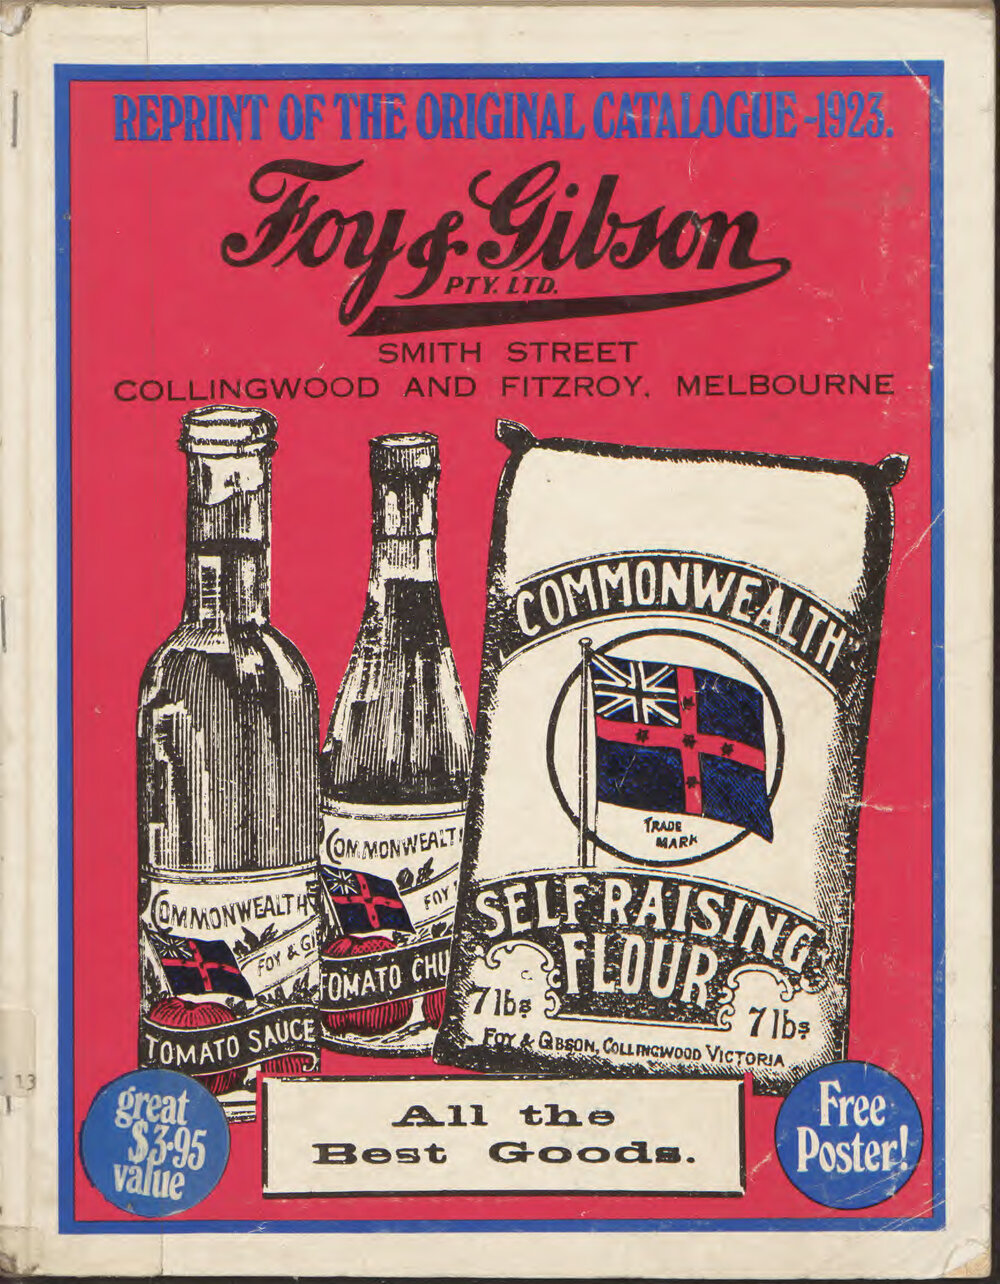 REPRINT OF THE ORIGINAL CATALOGUE -1923.
Foy & Gibson
PTY. LTD.
SMITH STREET
COLLINGWOOD AND FITZROY, MELBOURNE
COMMONWEALTH
TRADE
MARK
SELF RAISING
FLOUR
7 lbs
7 lbs
FOY & GIBSON, COLLINGWOOD VICTORIA
COMMONWEALT
FOY
TOMATO CHU
COMMONWEALTH
FOY & GI
TOMATO SAUCE
13
great
$3.95
value
All the
Best Goods.
Free
Poster!